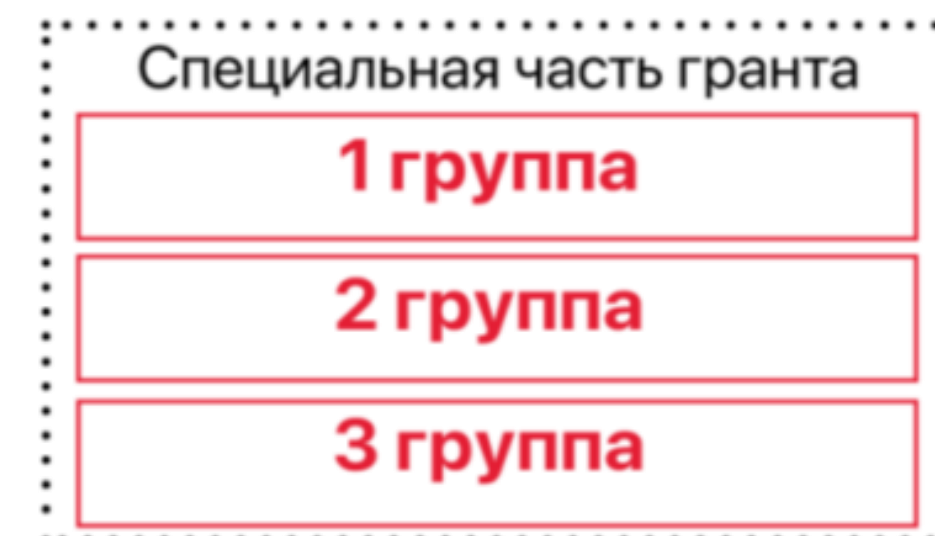 Специальная часть гранта
1 группа
2 группа
3 группа